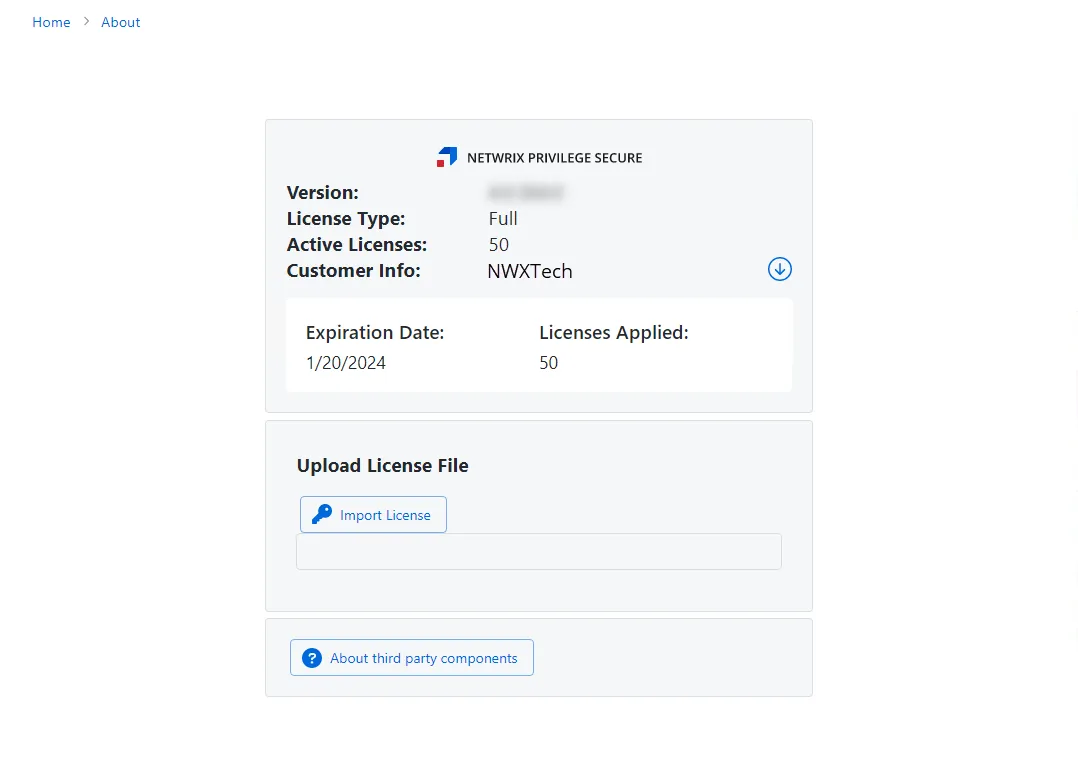 Home > About
NETWRIX PRIVILEGE SECURE
Version:
License Type: Full
Active Licenses: 50
Customer Info: NWXTech
Expiration Date: Licenses Applied:
1/20/2024 50
Upload License File
Import License
? About third party components